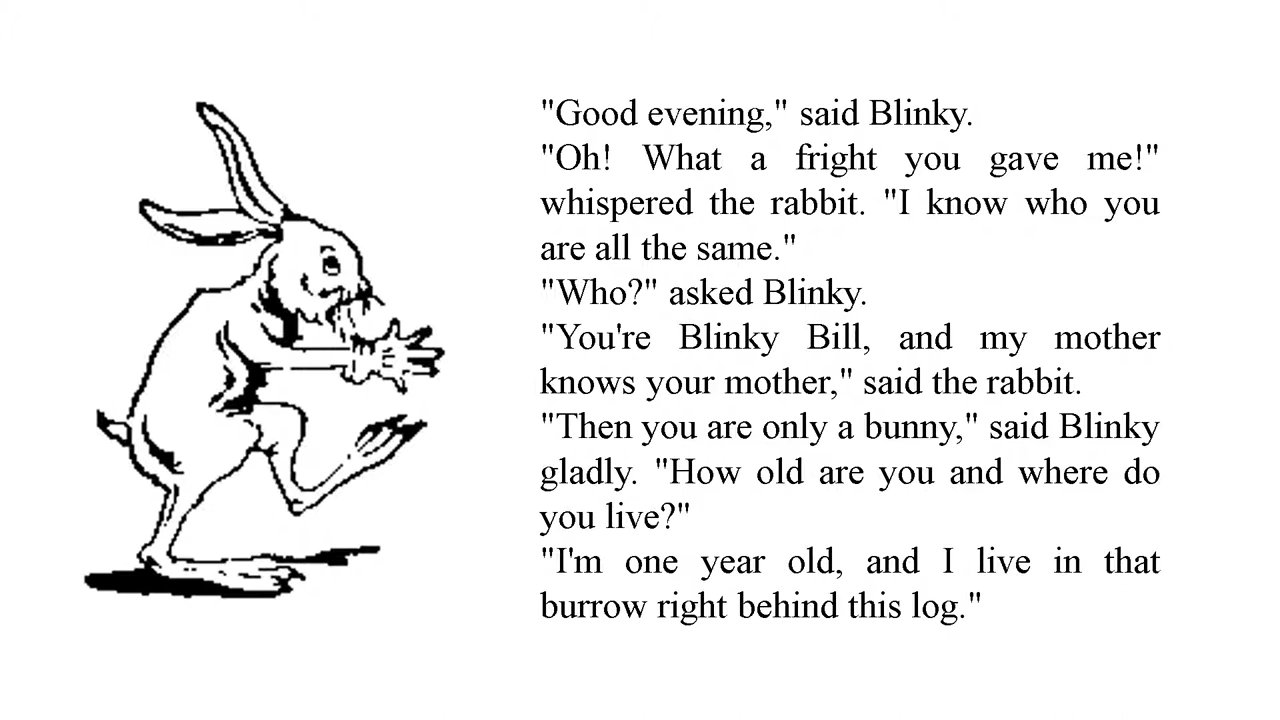 "Good evening," said Blinky.
"Oh! What a fright you gave me!"
whispered the rabbit. "I know who you
are all the same."
"Who?" asked Blinky.
"You're Blinky Bill, and my mother
knows your mother," said the rabbit.
"Then you are only a bunny," said Blinky
gladly. "How old are you and where do
you live?"
"I'm one year old, and I live in that
burrow right behind this log."